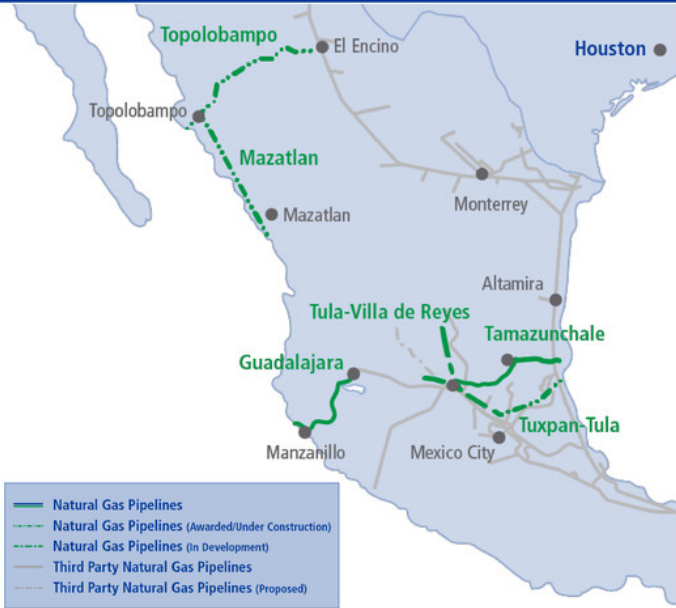 Topolobampo
El Encino
Houston
Topolobampo
Mazatlan
Mazatlan
Monterrey
Altamira
Tula-Villa de Reyes
Tamazunchale
Guadalajara
Tuxpan-Tula
Manzanillo
Mexico City
Natural Gas Pipelines
Natural Gas Pipelines (Awarded/Under Construction)
Natural Gas Pipelines (In Development)
Third Party Natural Gas Pipelines
Third Party Natural Gas Pipelines (Proposed)